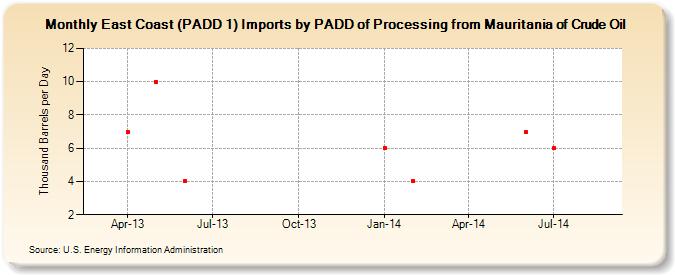 Monthly East Coast (PADD 1) Imports by PADD of Processing from Mauritania of Crude Oil
Thousand Barrels per Day
12
10
8
6
4
2
Apr-13
Jul-13
Oct-13
Jan-14
Apr-14
Jul-14
Source: U.S. Energy Information Administration